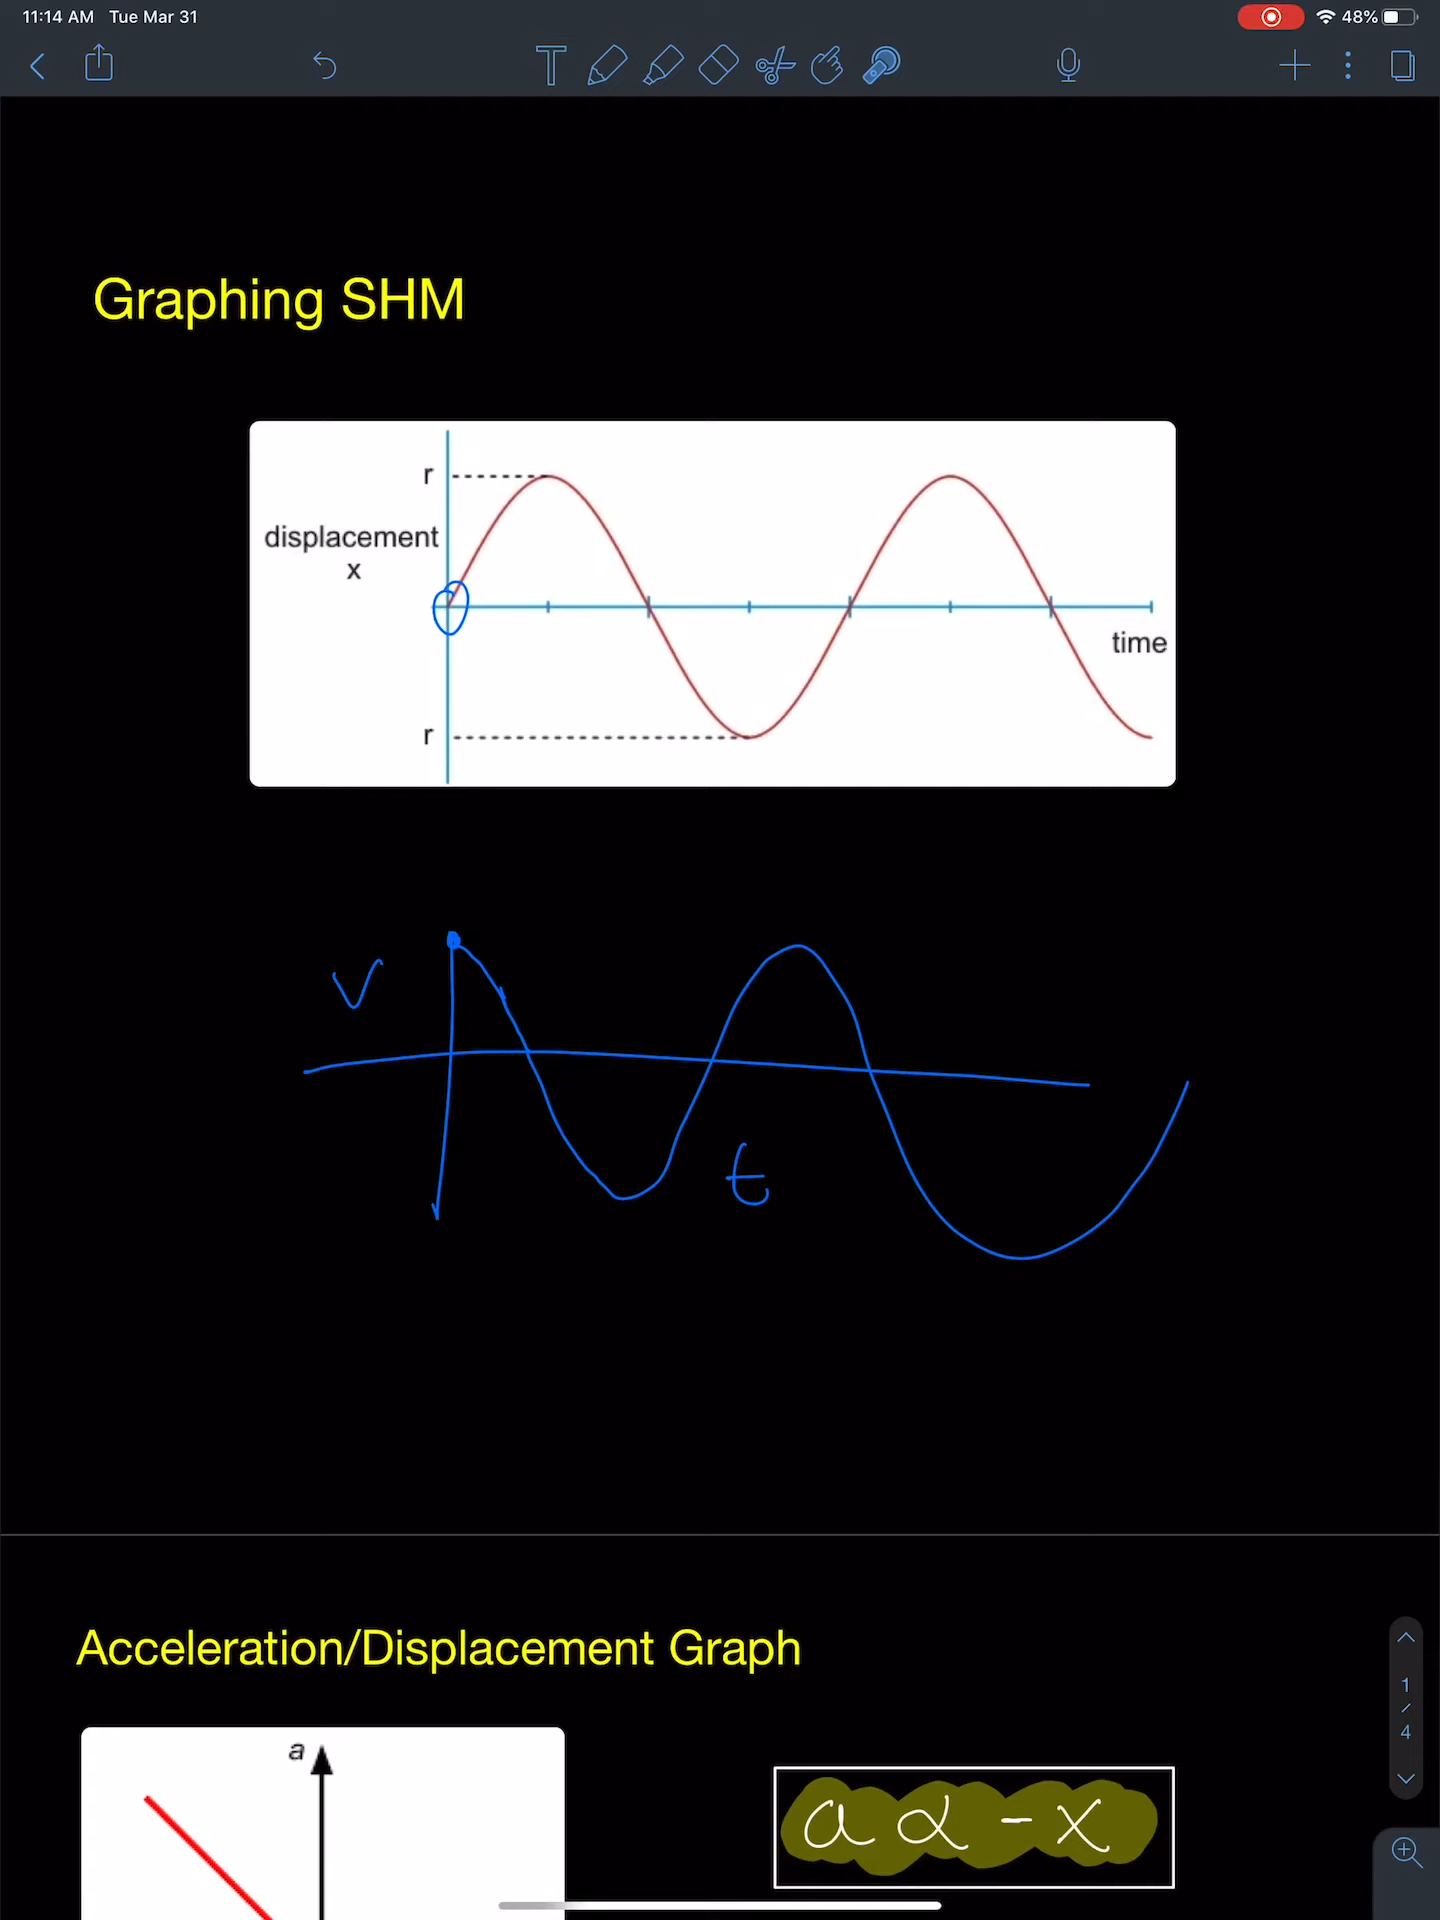 11:14 AM Tue Mar 31
48%
Graphing SHM
r
displacement
x
time
r
v
t
Acceleration/Displacement Graph
a
a α - x
1
/
4